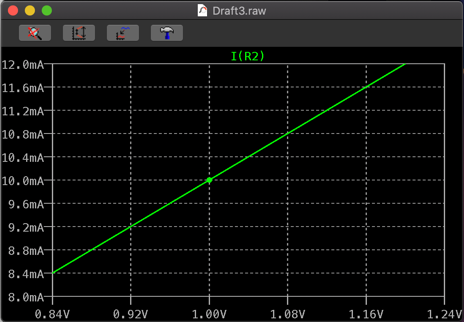 Draft3.raw
I(R2)
12.0mA
11.6mA
11.2mA
10.8mA
10.4mA
10.0mA
9.6mA
9.2mA
8.8mA
8.4mA
8.0mA
0.84V 0.92V 1.00V 1.08V 1.16V 1.24V